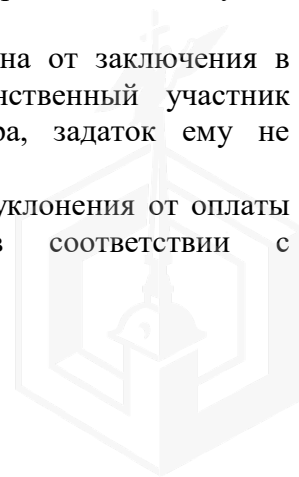 на от заключения в
нственный участник
ра, задаток ему не
уклонения от оплаты
соответствии с